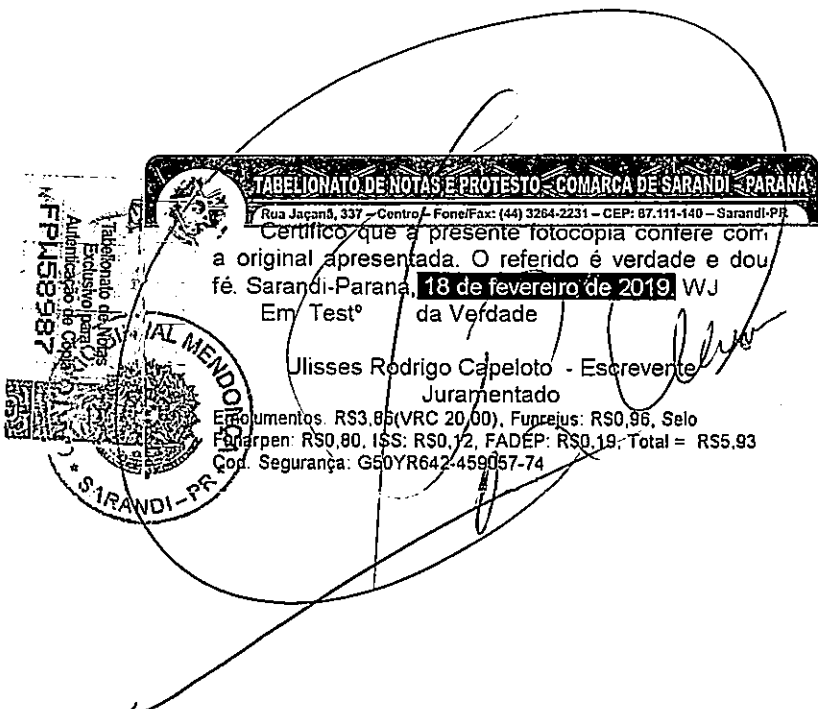 TABELIONATO DE NOTAS E PROTESTO - COMARCA DE SARANDI - PARANÁ
Rua Jaçanã, 337 – Centro – Fone/Fax: (44) 3264-2231 – CEP: 87.111-140 – Sarandi-PR
Certifico que a presente fotocópia confere com
a original apresentada. O referido é verdade e dou
fé. Sarandi-Paraná, 18 de fevereiro de 2019. WJ
Em Testº da Verdade
Ulisses Rodrigo Capeloto - Escrevente
Juramentado
Emolumentos: R$3,86(VRC 20,00), Funrejus: R$0,96, Selo
Funarpen: R$0,80, ISS: R$0,12, FADEP: R$0,19, Total = R$5,93
Cod. Segurança: G50YR642-459057-74
Tabelionato de Notas
Exclusivo para
Autenticação de Cópia
FPW58987
MENDO
SARANDI-PR